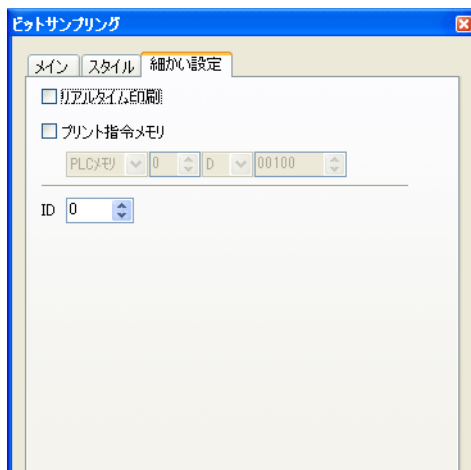 ビットサンプリング
メイン スタイル 細かい設定
リアルタイム印刷
プリント指令メモリ
PLCメモリ 0 D 00100
ID 0